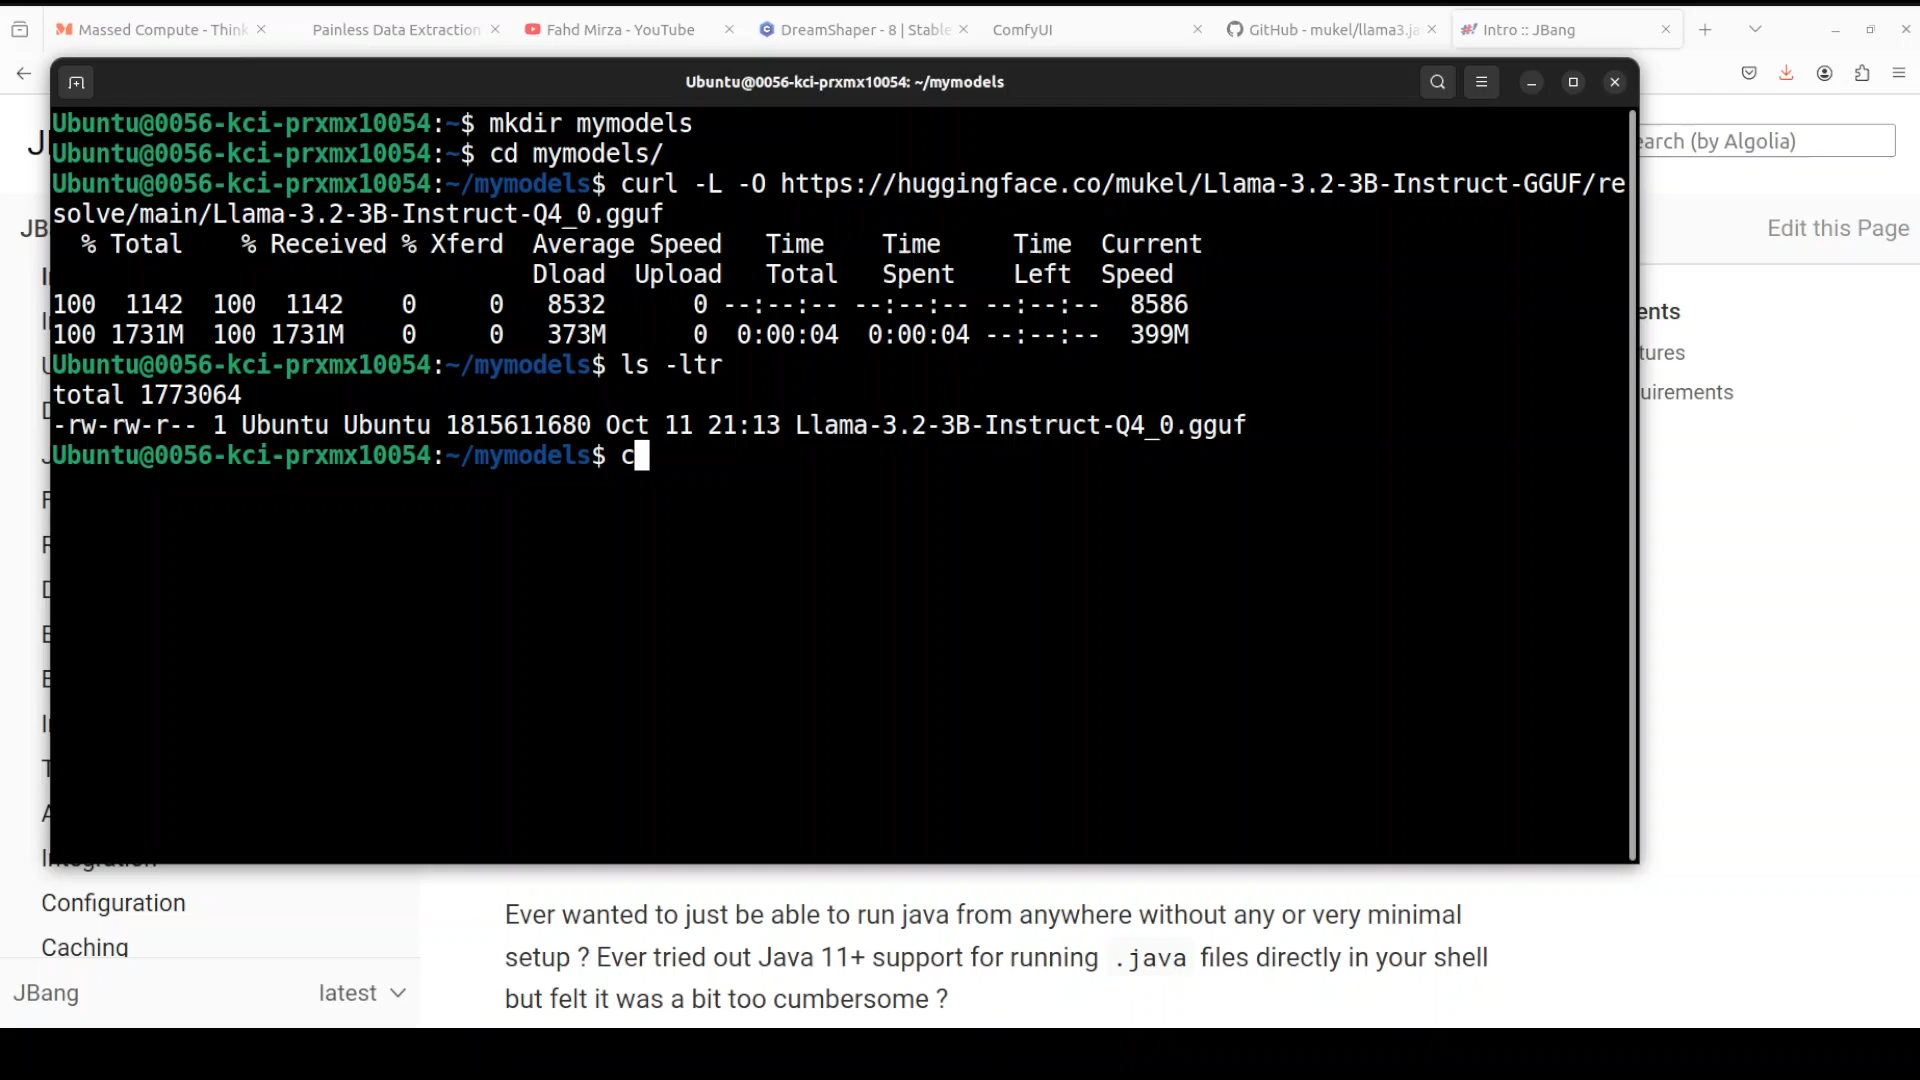 Massed Compute - Think
Painless Data Extraction
Fahd Mirza - YouTube
DreamShaper - 8 | Stable
ComfyUI
GitHub - mukel/llama3.ja
Intro :: JBang
Ubuntu@0056-kci-prxmx10054: ~/mymodels
Ubuntu@0056-kci-prxmx10054:~$ mkdir mymodels
Ubuntu@0056-kci-prxmx10054:~$ cd mymodels/
Ubuntu@0056-kci-prxmx10054:~/mymodels$ curl -L -O https://huggingface.co/mukel/Llama-3.2-3B-Instruct-GGUF/re
solve/main/Llama-3.2-3B-Instruct-Q4_0.gguf
% Total    % Received % Xferd  Average Speed   Time    Time     Time  Current
Dload  Upload   Total   Spent    Left  Speed
100  1142  100  1142    0     0   8532      0 --:--:-- --:--:-- --:--:--  8586
100 1731M  100 1731M    0     0   373M      0  0:00:04  0:00:04 --:--:--  399M
Ubuntu@0056-kci-prxmx10054:~/mymodels$ ls -ltr
total 1773064
-rw-rw-r-- 1 Ubuntu Ubuntu 1815611680 Oct 11 21:13 Llama-3.2-3B-Instruct-Q4_0.gguf
Ubuntu@0056-kci-prxmx10054:~/mymodels$ c
earch (by Algolia)
Edit this Page
ents
tures
uirements
Integration
Configuration
Caching
JBang
latest
Ever wanted to just be able to run java from anywhere without any or very minimal
setup ? Ever tried out Java 11+ support for running .java files directly in your shell
but felt it was a bit too cumbersome ?